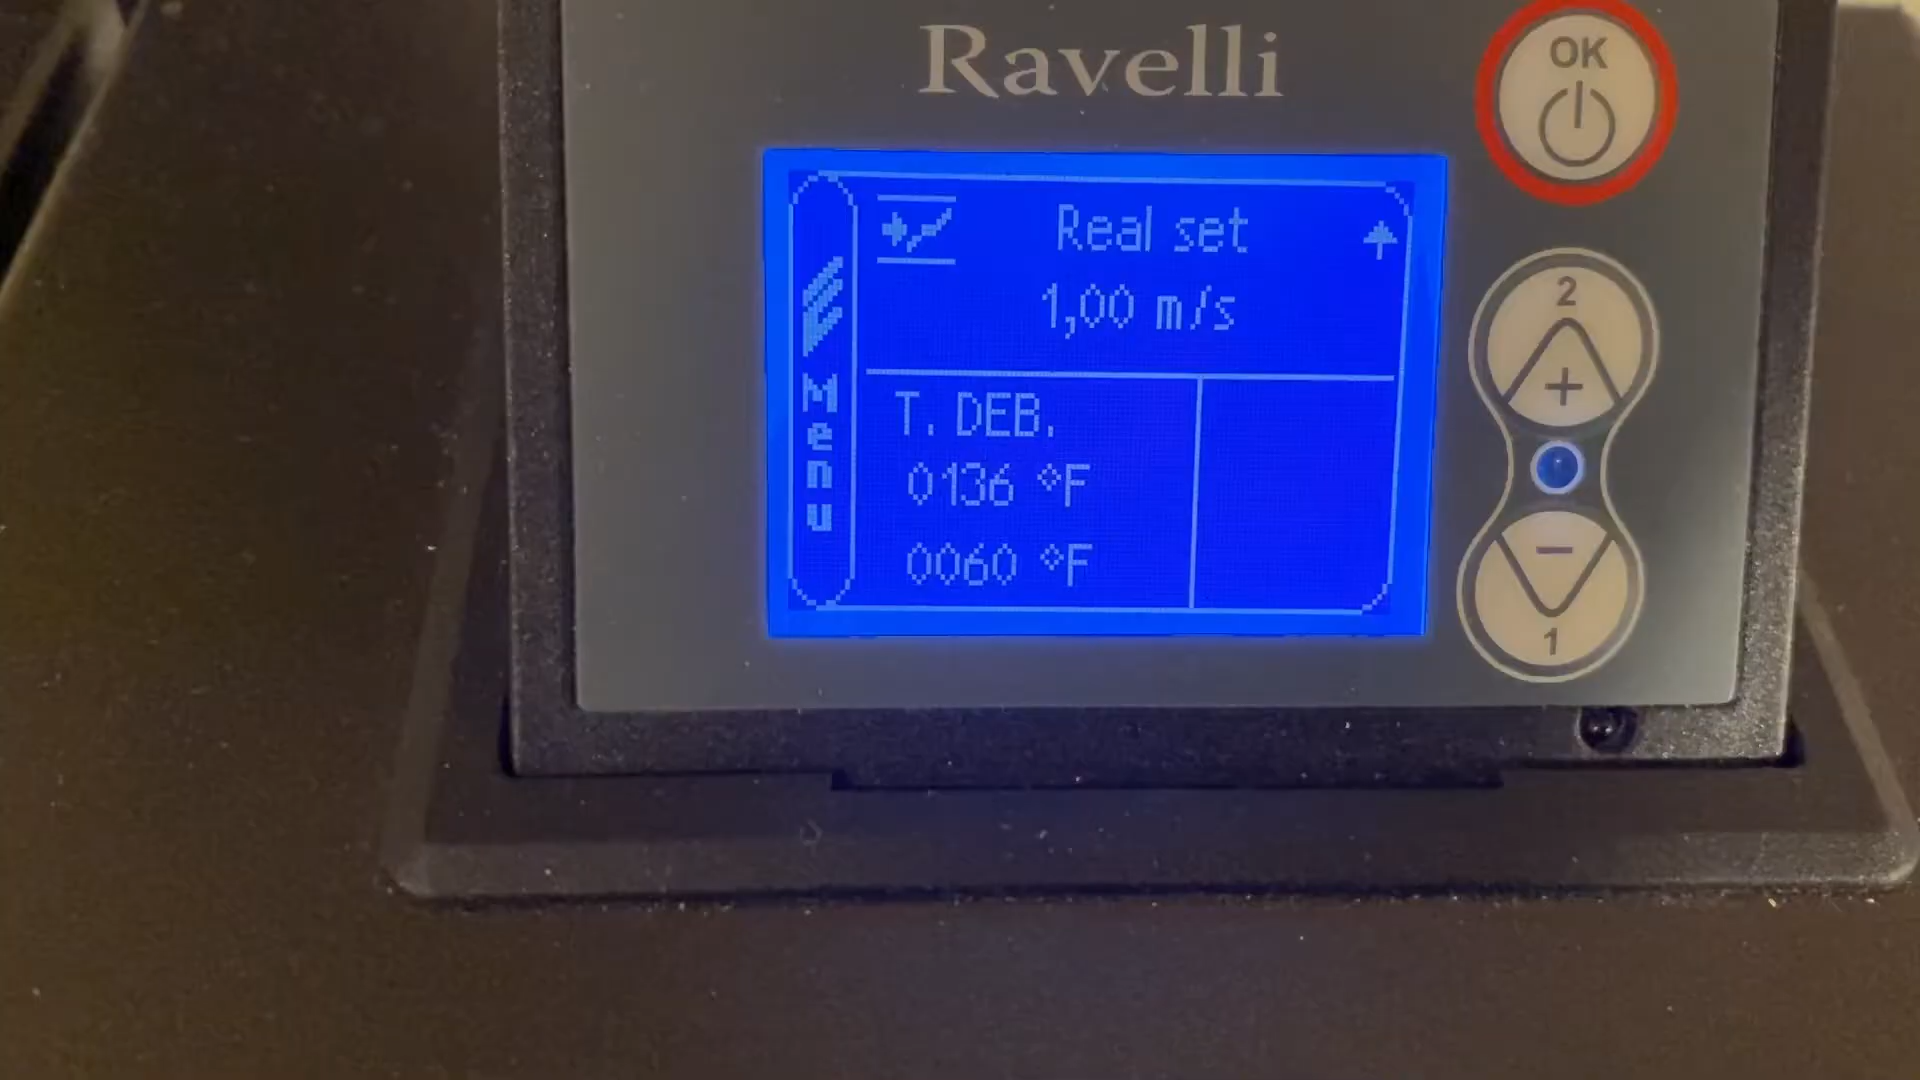 Ravelli
OK
Real set
1,00 m/s
Menu
T. DEB.
0136 °F
0060 °F
2
+
-
1